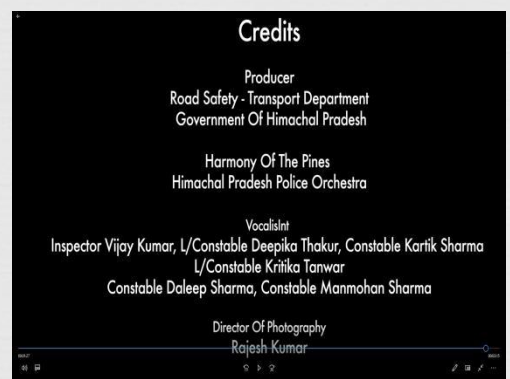 Credits
Producer
Road Safety - Transport Department
Government Of Himachal Pradesh
Harmony Of The Pines
Himachal Pradesh Police Orchestra
VocalisInt
Inspector Vijay Kumar, L/Constable Deepika Thakur, Constable Kartik Sharma
L/Constable Kritika Tanwar
Constable Daleep Sharma, Constable Manmohan Sharma
Director Of Photography
Rajesh Kumar